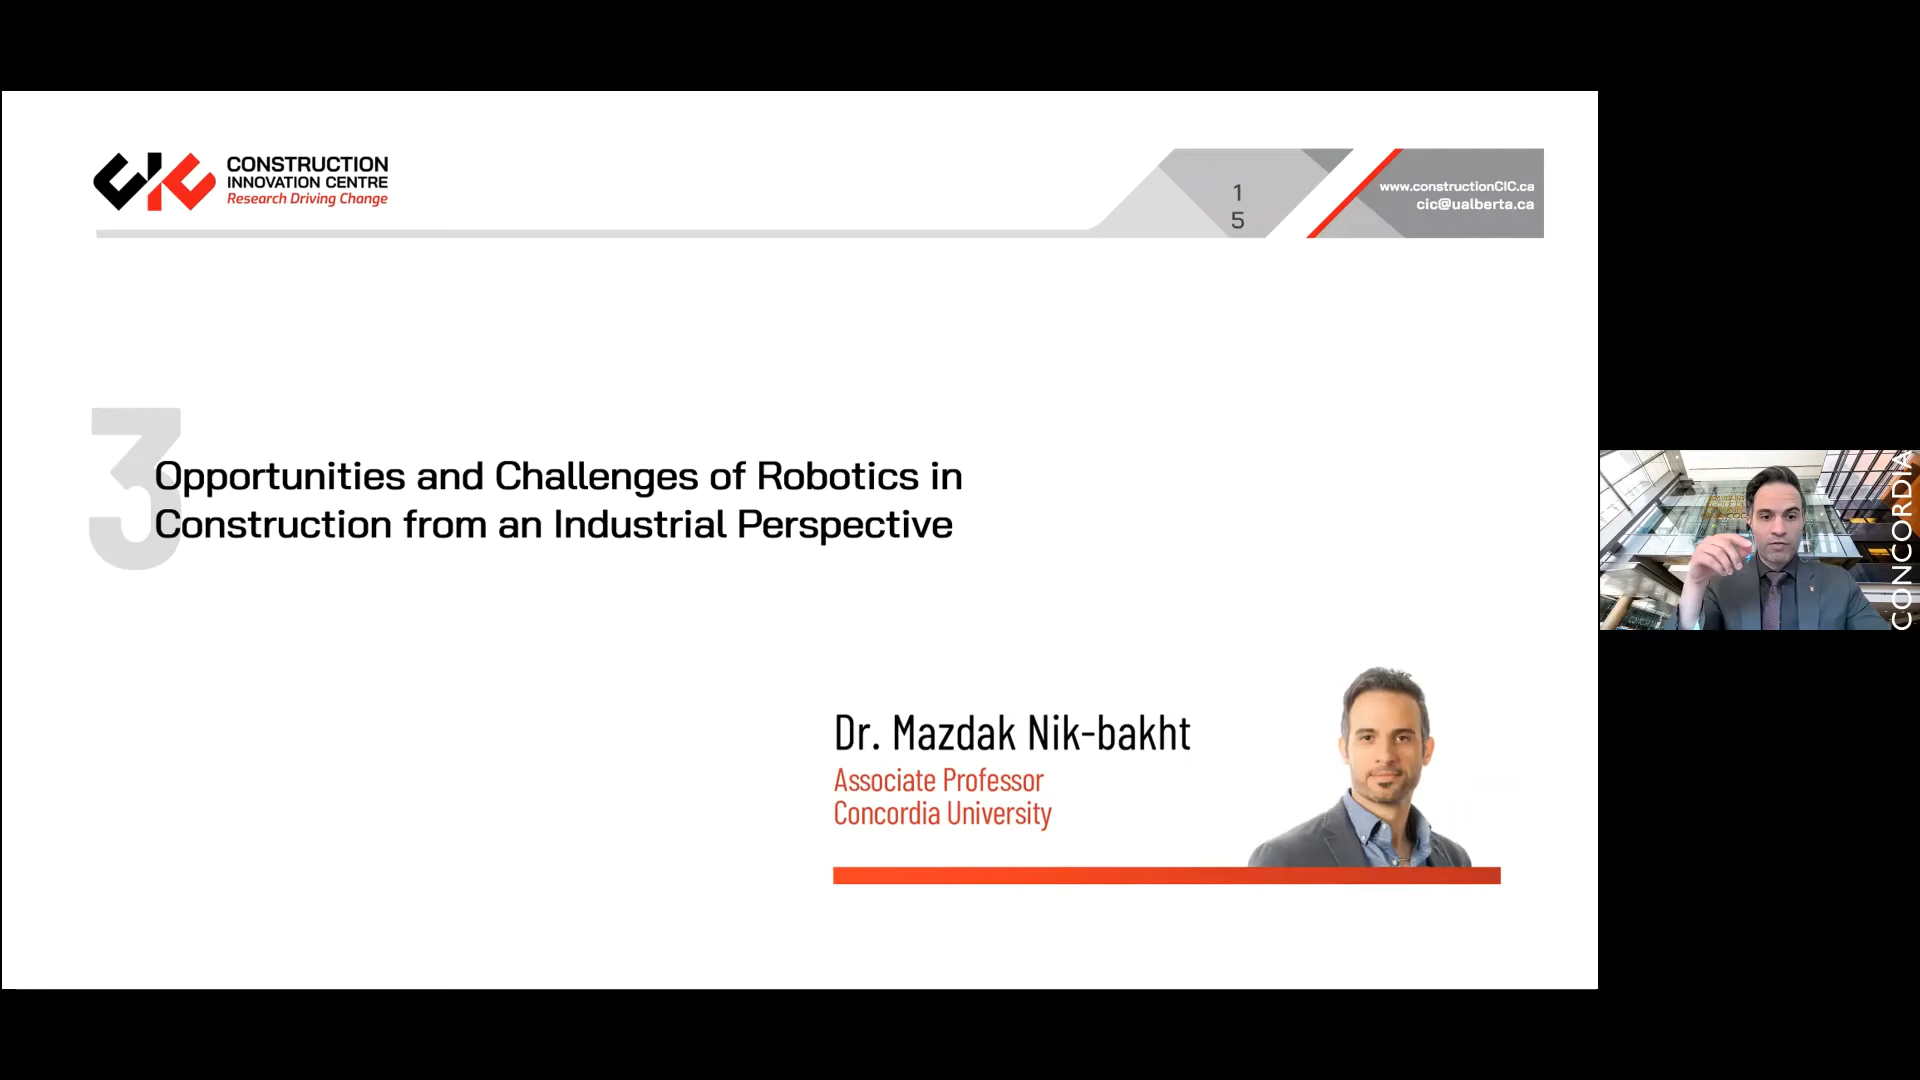 CONSTRUCTION
INNOVATION CENTRE
Research Driving Change
1
5
www.constructionCIC.ca
cic@ualberta.ca
3
Opportunities and Challenges of Robotics in
Construction from an Industrial Perspective
Dr. Mazdak Nik-bakht
Associate Professor
Concordia University
CONCORDIA